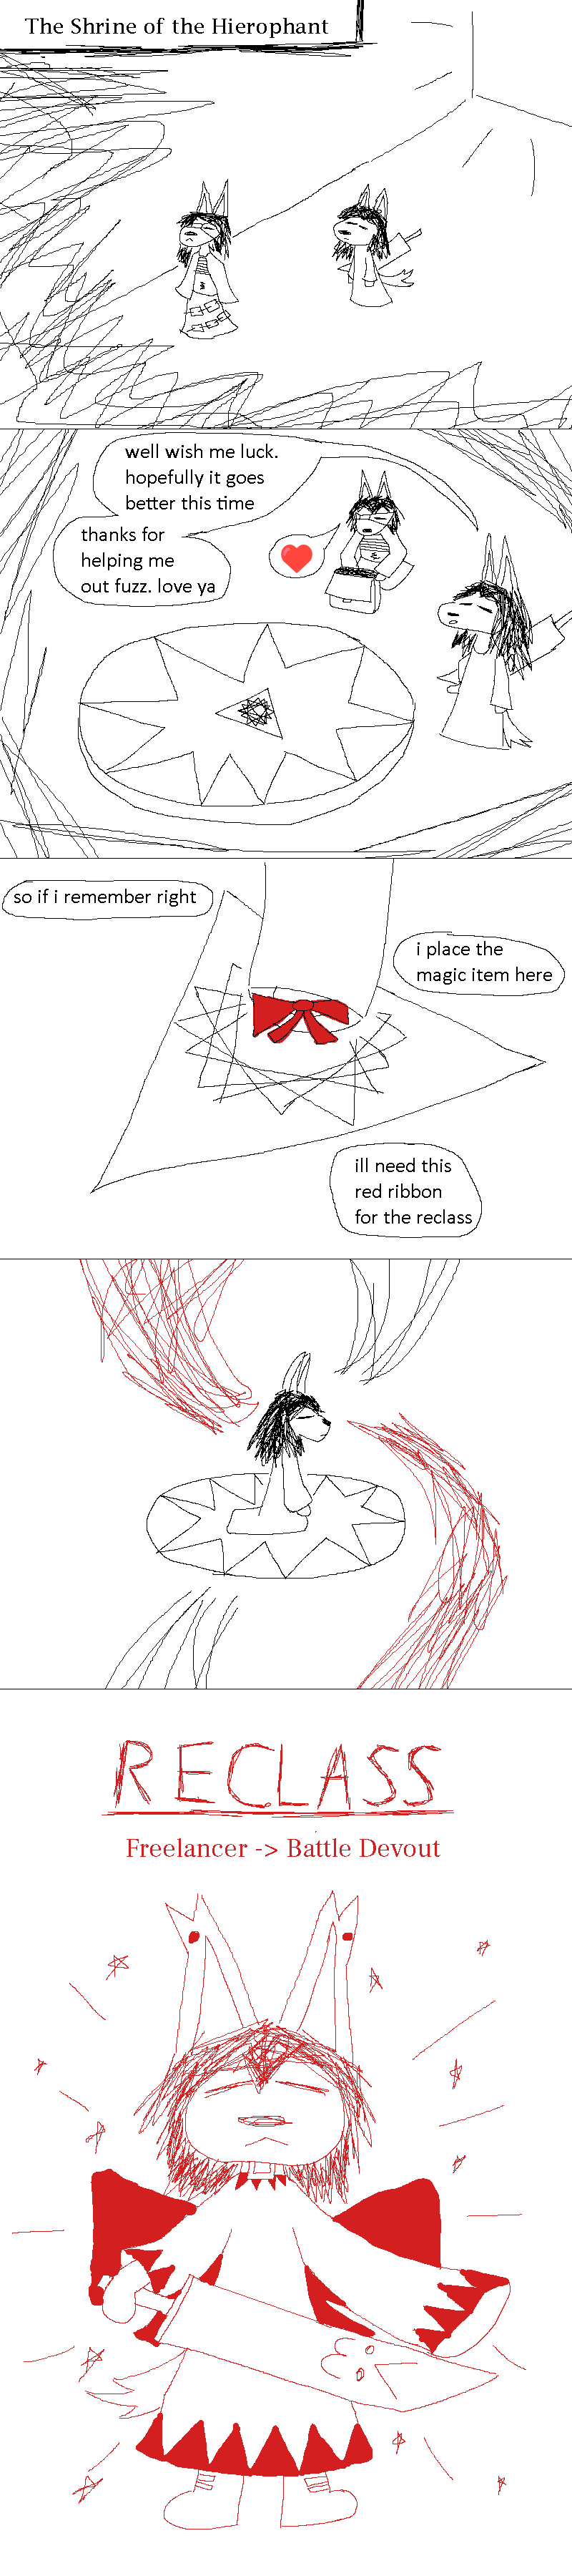 The Shrine of the Hierophant
well wish me luck.
hopefully it goes
better this time
thanks for
helping me
out fuzz. love ya
so if i remember right
i place the
magic item here
ill need this
red ribbon
for the reclass
RECLASS
Freelancer -> Battle Devout